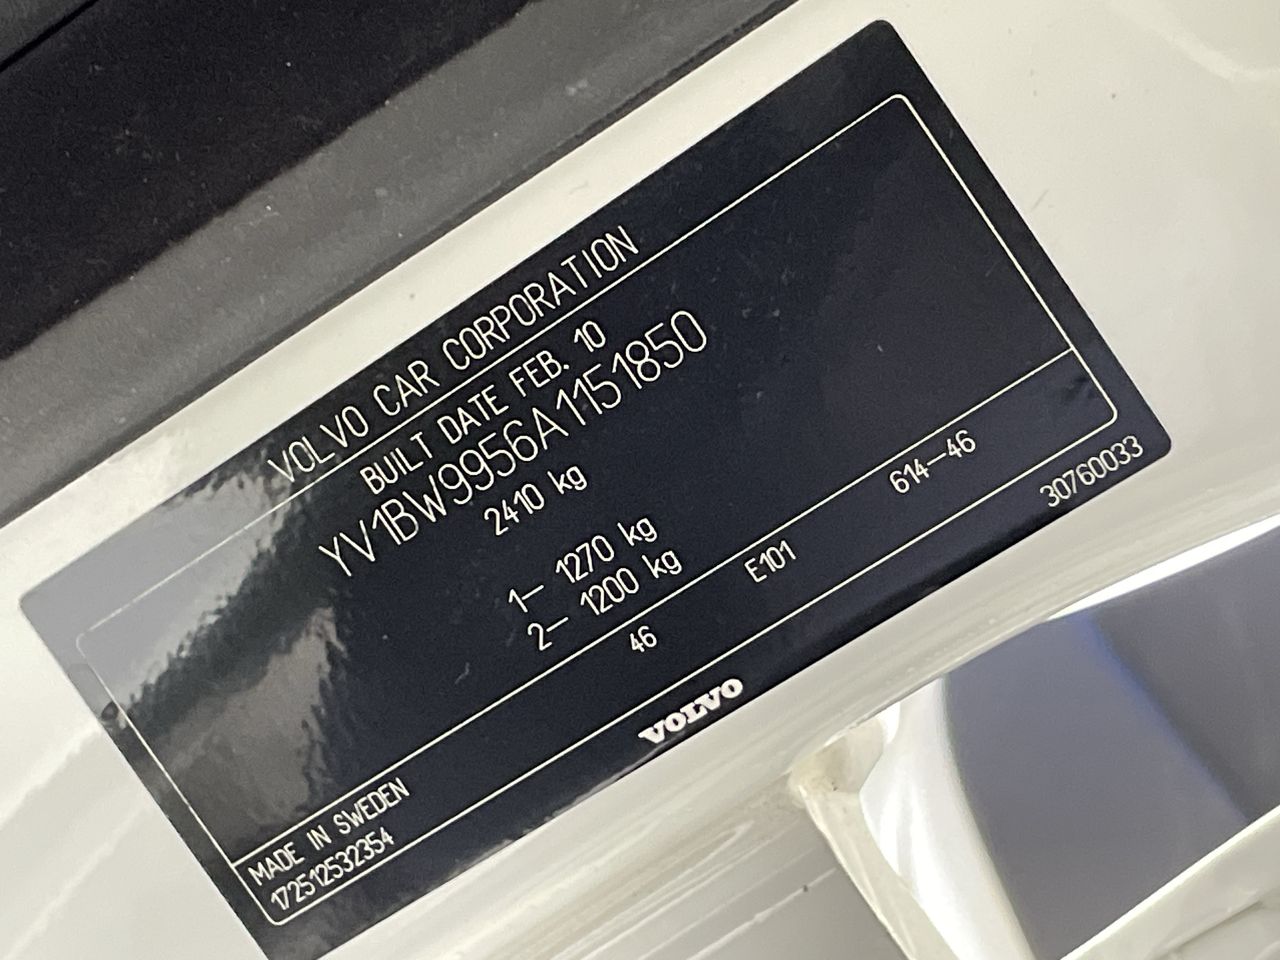 VOLVO CAR CORPORATION
BUILT DATE FEB. 10
YV1BW9956A1151850
2410 kg
1– 1270 kg
2– 1200 kg
46 E101 614–46
MADE IN SWEDEN
172512532354
VOLVO
30760033